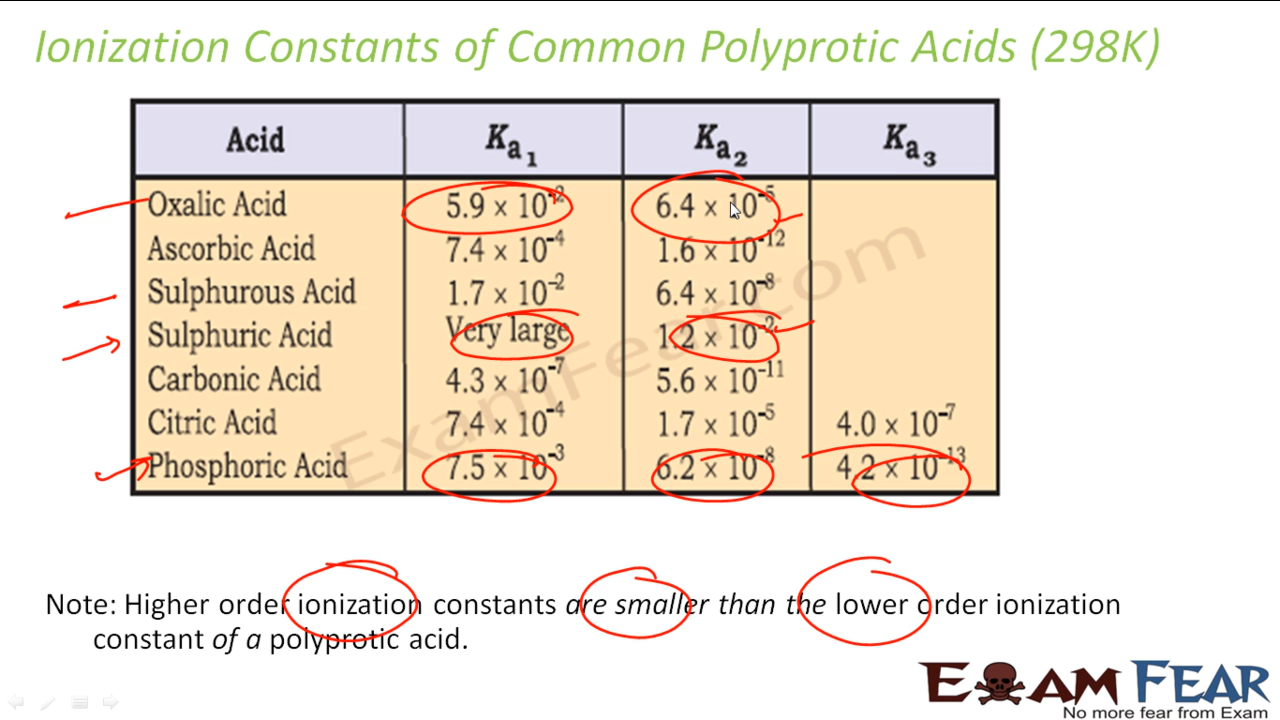 Ionization Constants of Common Polyprotic Acids (298K)
Acid Ka1 Ka2 Ka3
Oxalic Acid 5.9 × 10⁻² 6.4 × 10⁻⁵
Ascorbic Acid 7.4 × 10⁻⁴ 1.6 × 10⁻¹²
Sulphurous Acid 1.7 × 10⁻² 6.4 × 10⁻⁸
Sulphuric Acid Very large 1.2 × 10⁻²
Carbonic Acid 4.3 × 10⁻⁷ 5.6 × 10⁻¹¹
Citric Acid 7.4 × 10⁻⁴ 1.7 × 10⁻⁵ 4.0 × 10⁻⁷
Phosphoric Acid 7.5 × 10⁻³ 6.2 × 10⁻⁸ 4.2 × 10⁻¹³
ExamFear.com
Note: Higher order ionization constants are smaller than the lower order ionization
constant of a polyprotic acid.
EXAM FEAR
No more fear from Exam